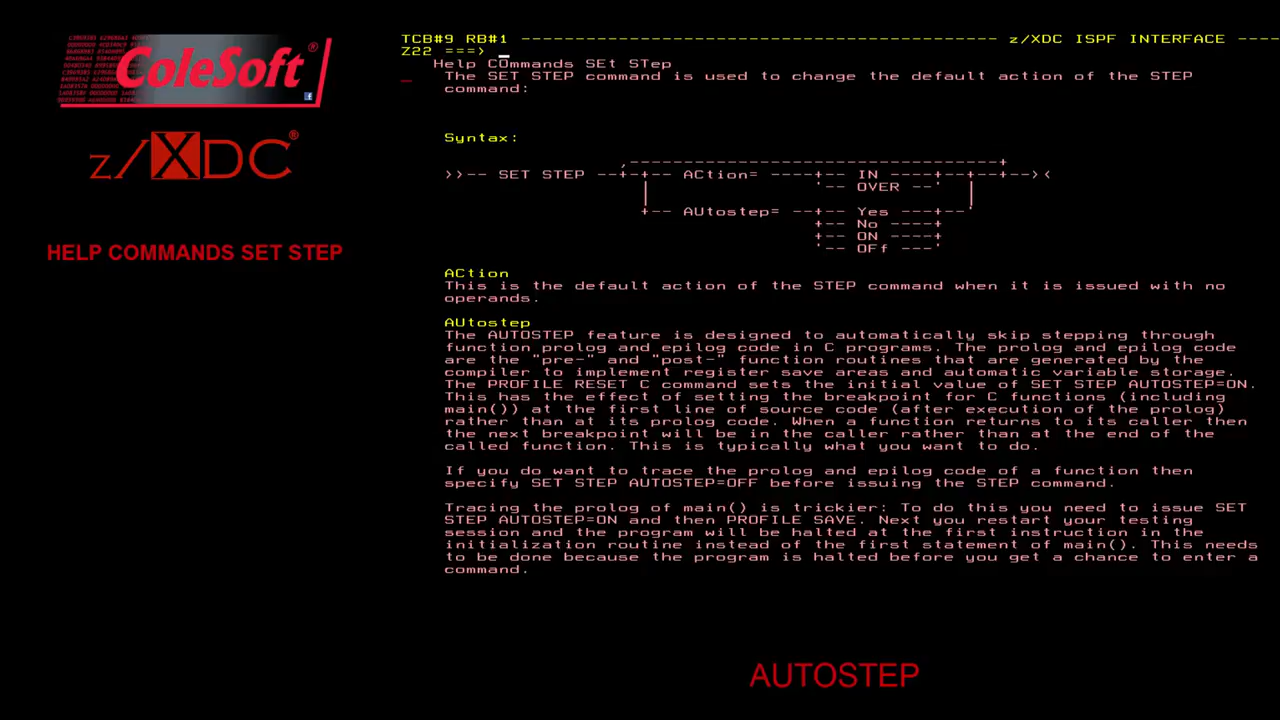 ColeSoft®
z/XDC®
HELP COMMANDS SET STEP
TCB#9 RB#1 -------------------------------------------- z/XDC ISPF INTERFACE ----
Z22 ===> _
Help COmmands SEt STep
_ The SET STEP command is used to change the default action of the STEP
command:
Syntax:
,-----------------------------------+
>>-- SET STEP --+-+-- ACtion= ----+-- IN ----+--+--+-->< 
| '-- OVER --' |
+-- AUtostep= --+-- Yes ---+--'
+-- No ----+
+-- ON ----+
'-- OFf ---'
ACtion
This is the default action of the STEP command when it is issued with no
operands.
AUtostep
The AUTOSTEP feature is designed to automatically skip stepping through
function prolog and epilog code in C programs. The prolog and epilog code
are the "pre-" and "post-" function routines that are generated by the
compiler to implement register save areas and automatic variable storage.
The PROFILE RESET C command sets the initial value of SET STEP AUTOSTEP=ON.
This has the effect of setting the breakpoint for C functions (including
main()) at the first line of source code (after execution of the prolog)
rather than at its prolog code. When a function returns to its caller then
the next breakpoint will be in the caller rather than at the end of the
called function. This is typically what you want to do.
If you do want to trace the prolog and epilog code of a function then
specify SET STEP AUTOSTEP=OFF before issuing the STEP command.
Tracing the prolog of main() is trickier: To do this you need to issue SET
STEP AUTOSTEP=ON and then PROFILE SAVE. Next you restart your testing
session and the program will be halted at the first instruction in the
initialization routine instead of the first statement of main(). This needs
to be done because the program is halted before you get a chance to enter a
command.
AUTOSTEP